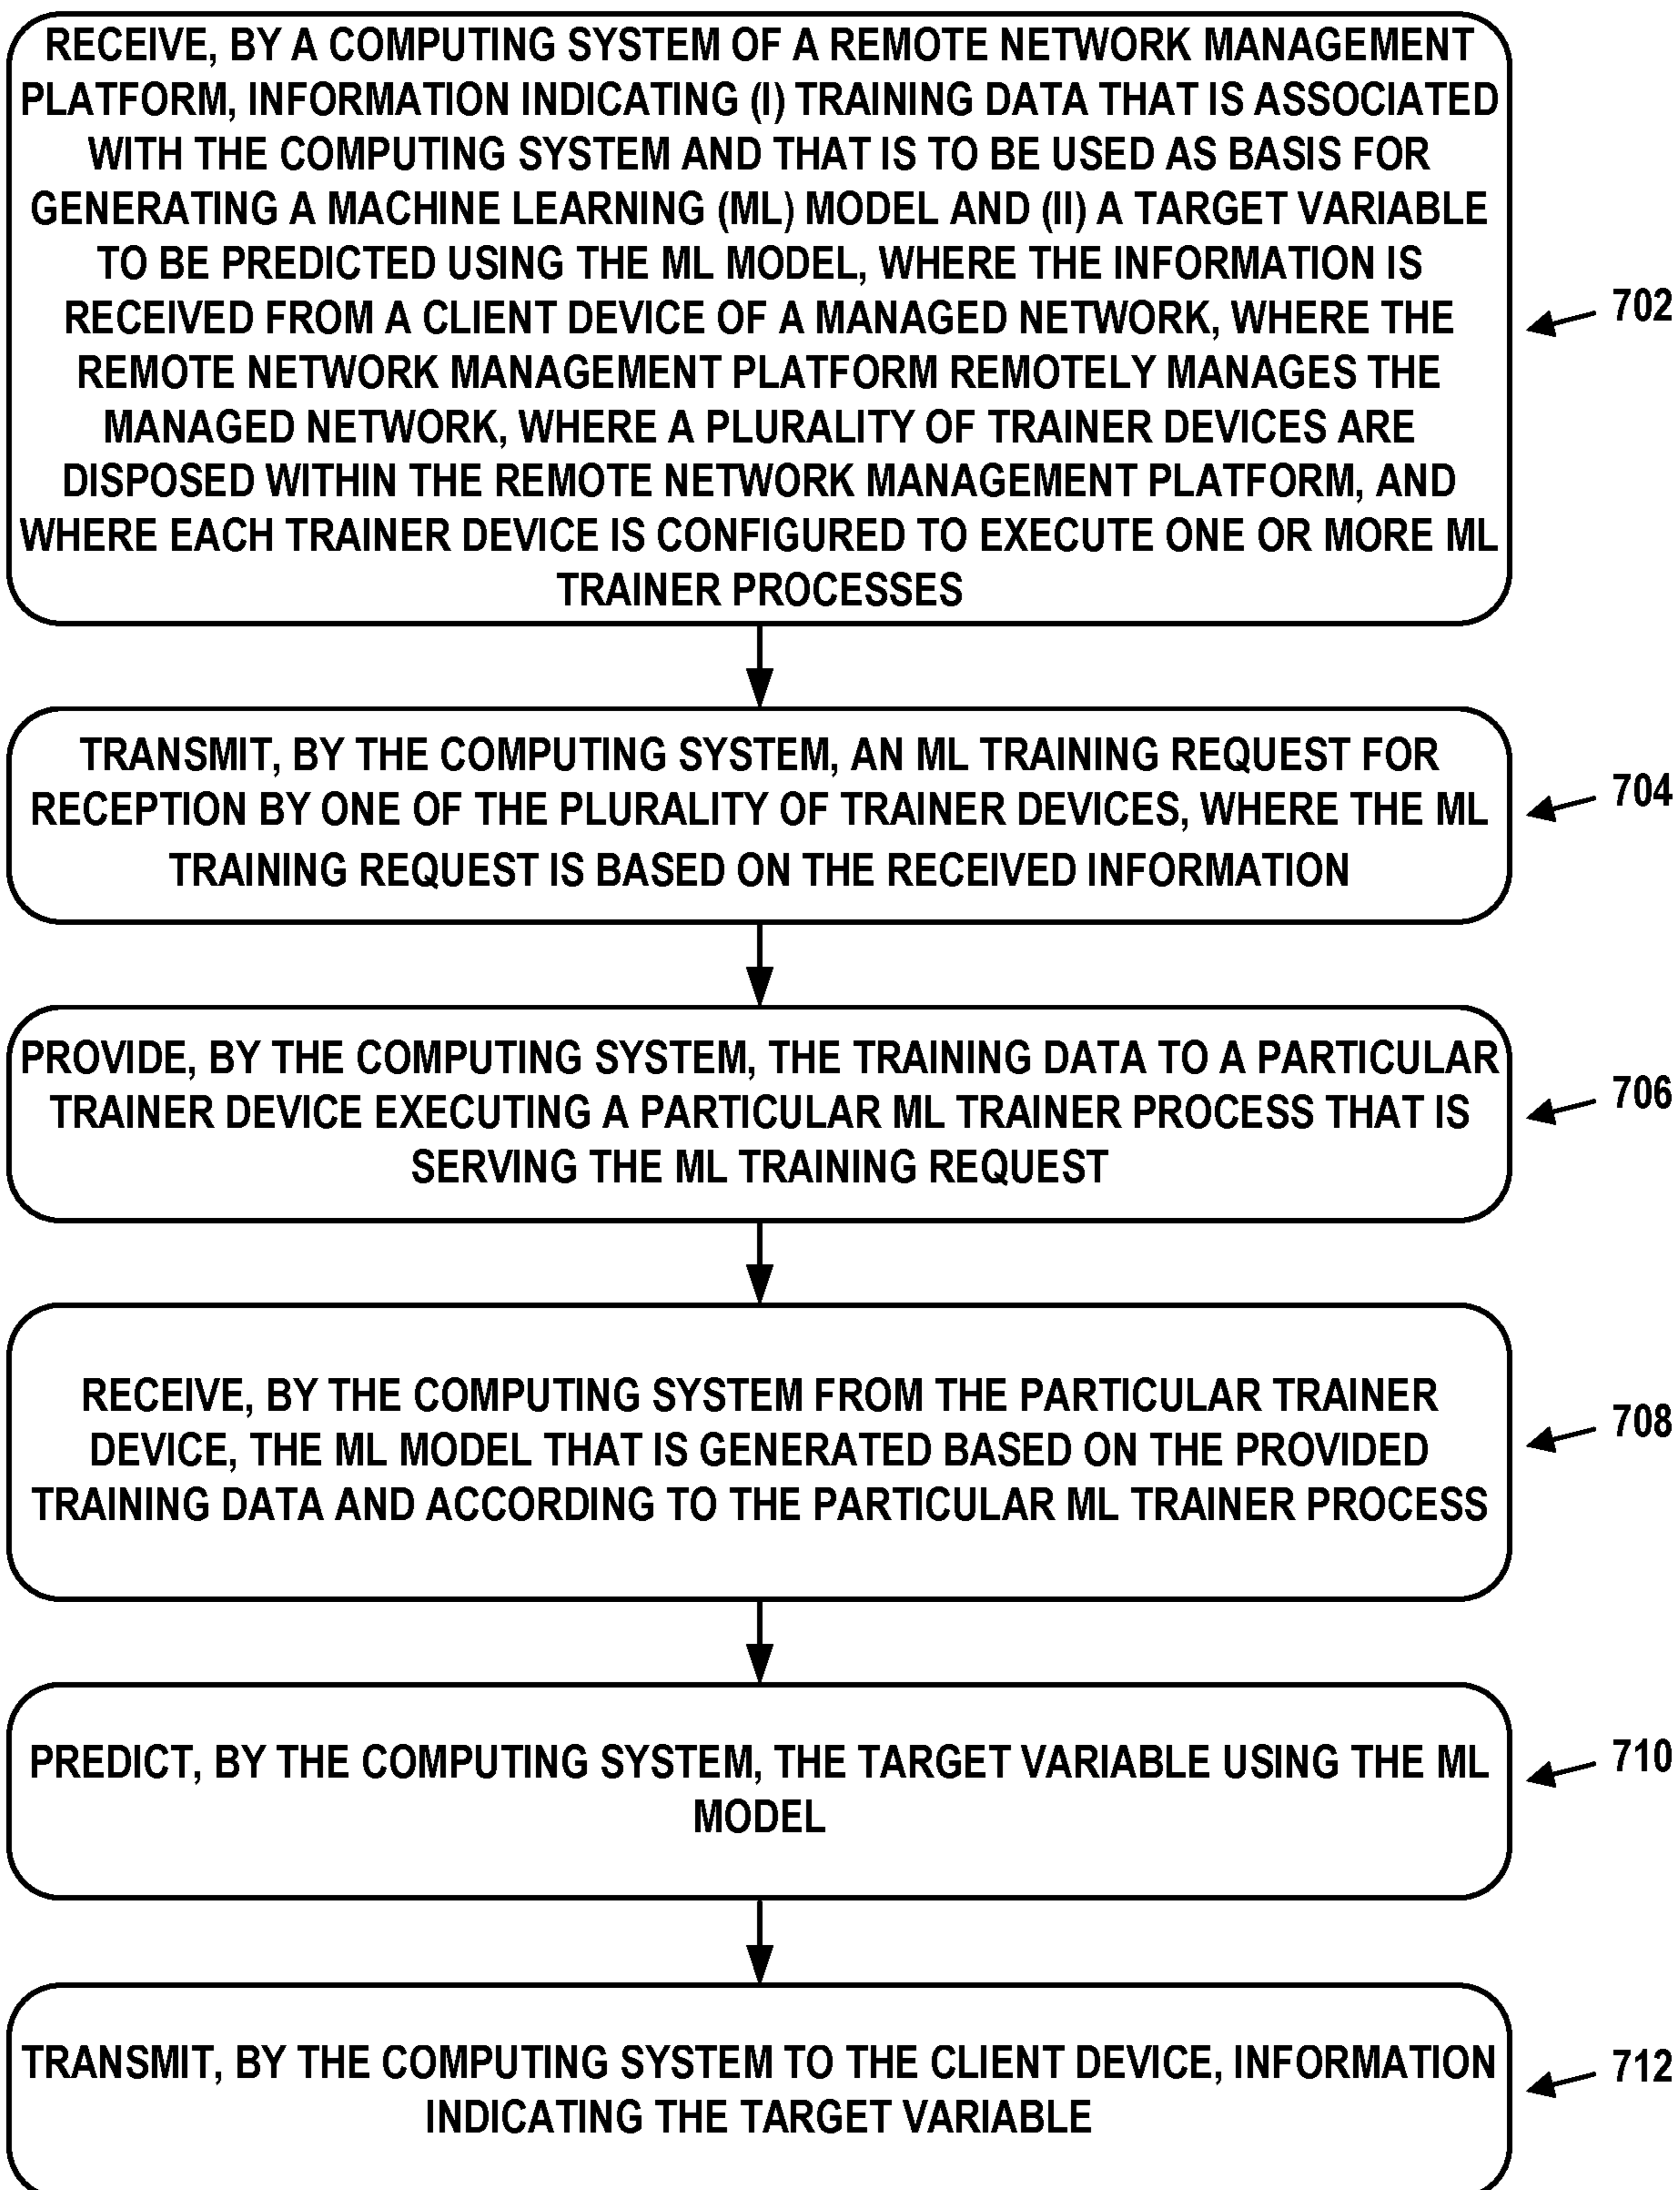 RECEIVE, BY A COMPUTING SYSTEM OF A REMOTE NETWORK MANAGEMENT
PLATFORM, INFORMATION INDICATING (I) TRAINING DATA THAT IS ASSOCIATED
WITH THE COMPUTING SYSTEM AND THAT IS TO BE USED AS BASIS FOR
GENERATING A MACHINE LEARNING (ML) MODEL AND (II) A TARGET VARIABLE
TO BE PREDICTED USING THE ML MODEL, WHERE THE INFORMATION IS
RECEIVED FROM A CLIENT DEVICE OF A MANAGED NETWORK, WHERE THE
REMOTE NETWORK MANAGEMENT PLATFORM REMOTELY MANAGES THE
MANAGED NETWORK, WHERE A PLURALITY OF TRAINER DEVICES ARE
DISPOSED WITHIN THE REMOTE NETWORK MANAGEMENT PLATFORM, AND
WHERE EACH TRAINER DEVICE IS CONFIGURED TO EXECUTE ONE OR MORE ML
TRAINER PROCESSES
702
TRANSMIT, BY THE COMPUTING SYSTEM, AN ML TRAINING REQUEST FOR
RECEPTION BY ONE OF THE PLURALITY OF TRAINER DEVICES, WHERE THE ML
TRAINING REQUEST IS BASED ON THE RECEIVED INFORMATION
704
PROVIDE, BY THE COMPUTING SYSTEM, THE TRAINING DATA TO A PARTICULAR
TRAINER DEVICE EXECUTING A PARTICULAR ML TRAINER PROCESS THAT IS
SERVING THE ML TRAINING REQUEST
706
RECEIVE, BY THE COMPUTING SYSTEM FROM THE PARTICULAR TRAINER
DEVICE, THE ML MODEL THAT IS GENERATED BASED ON THE PROVIDED
TRAINING DATA AND ACCORDING TO THE PARTICULAR ML TRAINER PROCESS
708
PREDICT, BY THE COMPUTING SYSTEM, THE TARGET VARIABLE USING THE ML
MODEL
710
TRANSMIT, BY THE COMPUTING SYSTEM TO THE CLIENT DEVICE, INFORMATION
INDICATING THE TARGET VARIABLE
712